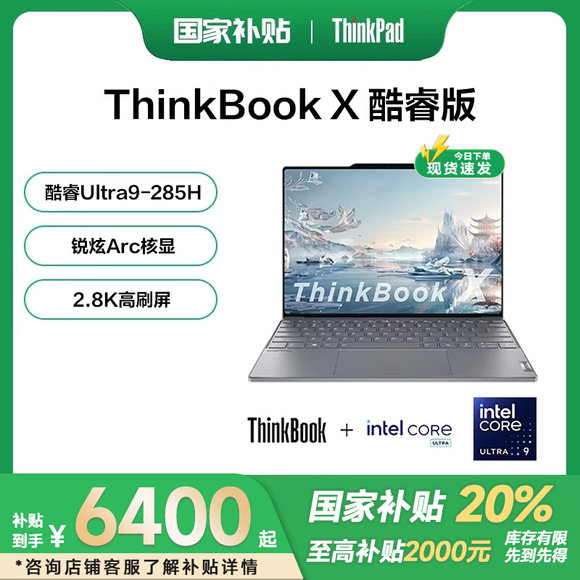 国家补贴 | ThinkPad
ThinkBook X 酷睿版
今日下单
现货速发
酷睿Ultra9-285H
锐炫Arc核显
2.8K高刷屏
ThinkBook X
ThinkBook + intel CORE
ULTRA
intel
CORE
ULTRA 9
补贴
到手 ¥6400起
国家补贴 20%
至高补贴2000元
库存有限
先到先得
*咨询店铺客服了解补贴详情